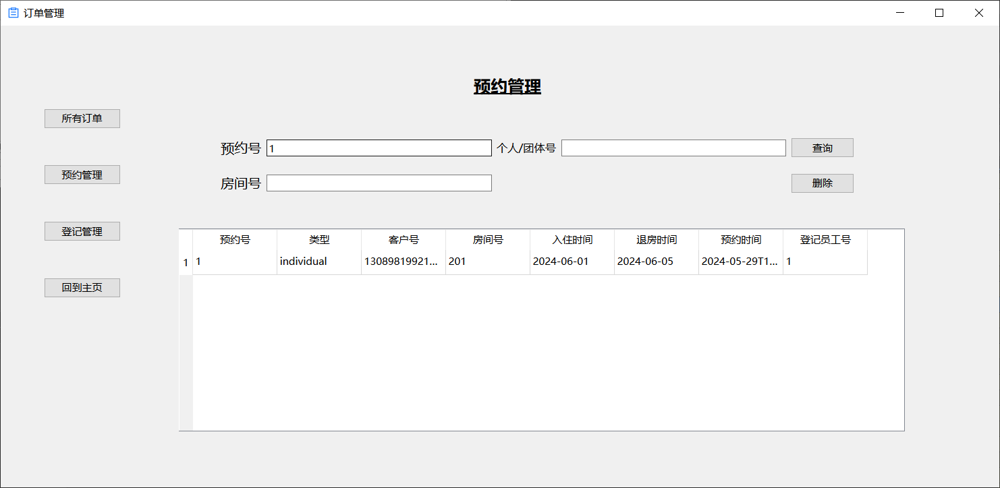 订单管理
预约管理
所有订单
预约管理
登记管理
回到主页
预约号 1 个人/团体号 查询
房间号 删除
预约号 类型 客户号 房间号 入住时间 退房时间 预约时间 登记员工号
1 1 individual 13089819921... 201 2024-06-01 2024-06-05 2024-05-29T1... 1